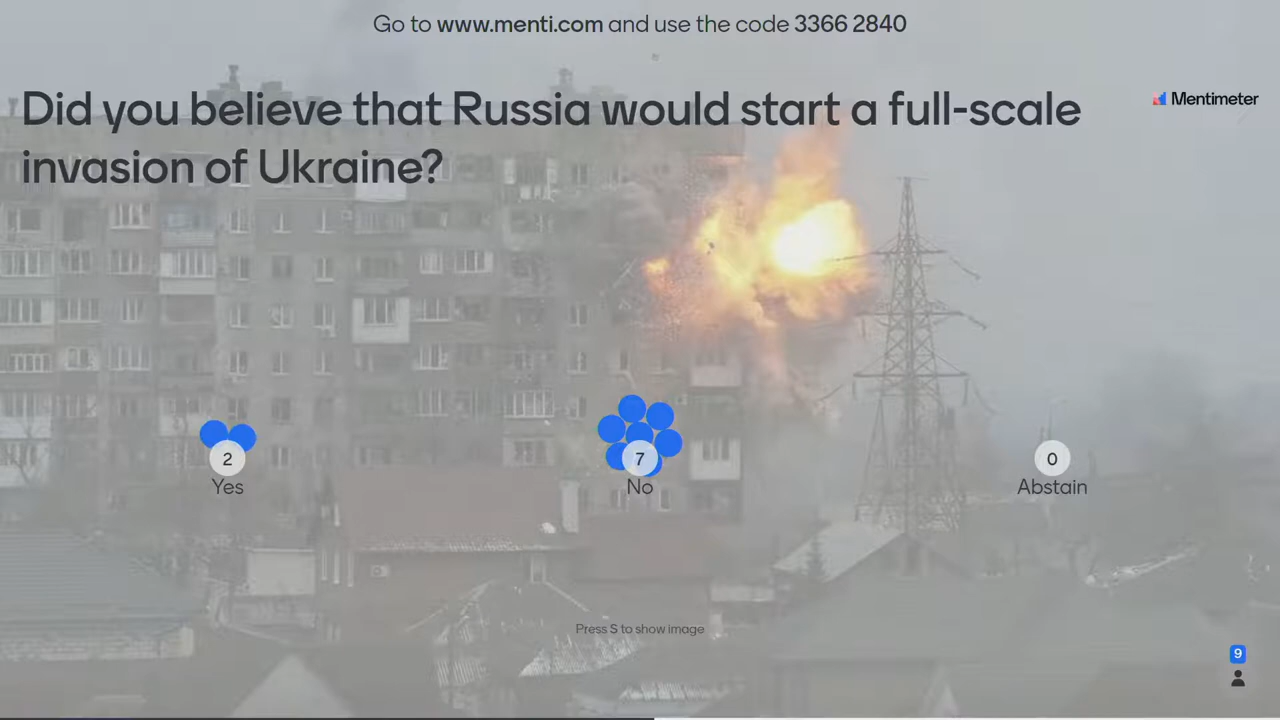 Go to www.menti.com and use the code 3366 2840
Did you believe that Russia would start a full-scale
invasion of Ukraine?
Mentimeter
2
Yes
7
No
0
Abstain
Press S to show image
9